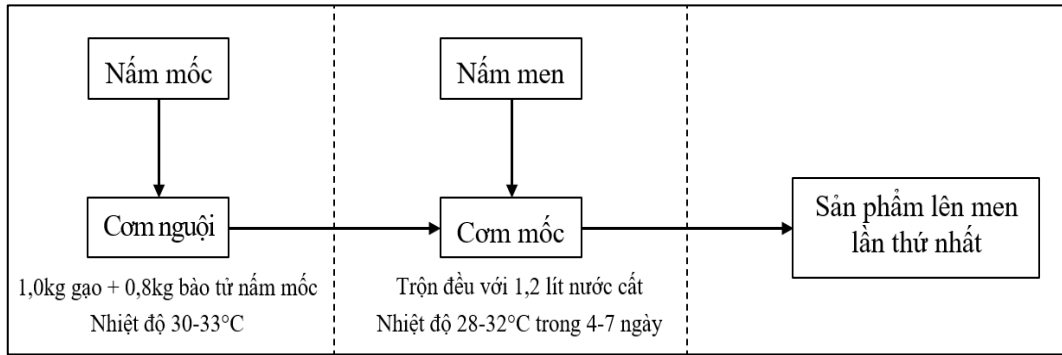 Nấm mốc
Cơm nguội
1,0kg gạo + 0,8kg bào tử nấm mốc
Nhiệt độ 30-33°C
Nấm men
Cơm mốc
Trộn đều với 1,2 lít nước cất
Nhiệt độ 28-32°C trong 4-7 ngày
Sản phẩm lên men
lần thứ nhất